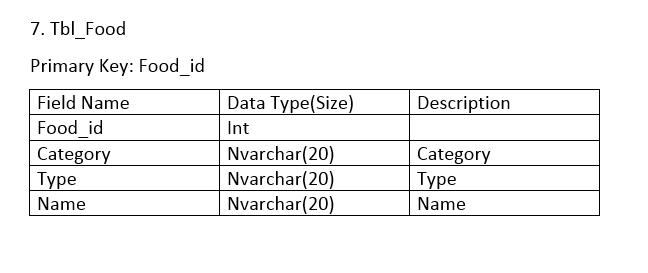 7. Tbl_Food
Primary Key: Food_id
Field Name Data Type(Size) Description
Food_id Int
Category Nvarchar(20) Category
Type Nvarchar(20) Type
Name Nvarchar(20) Name